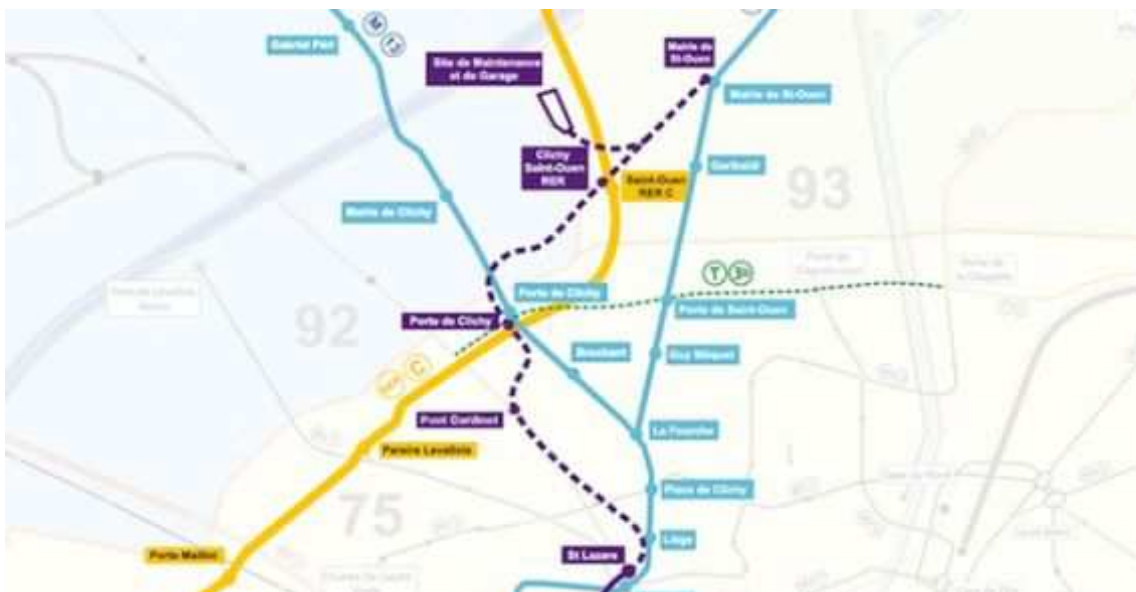 Gabriel Péri
M 13
Site de Maintenance
et de Garage
Mairie de
St-Ouen
Mairie de St-Ouen
Clichy
Saint-Ouen
RER
Saint-Ouen
RER C
Garibaldi
93
Mairie de Clichy
T 3b
Porte de Clichy
Porte de Saint-Ouen
Porte de Clichy
92
Brochant
Guy Môquet
RER C
Pont Cardinet
La Fourche
Pereire Levallois
Place de Clichy
75
Liège
Porte Maillot
St Lazare